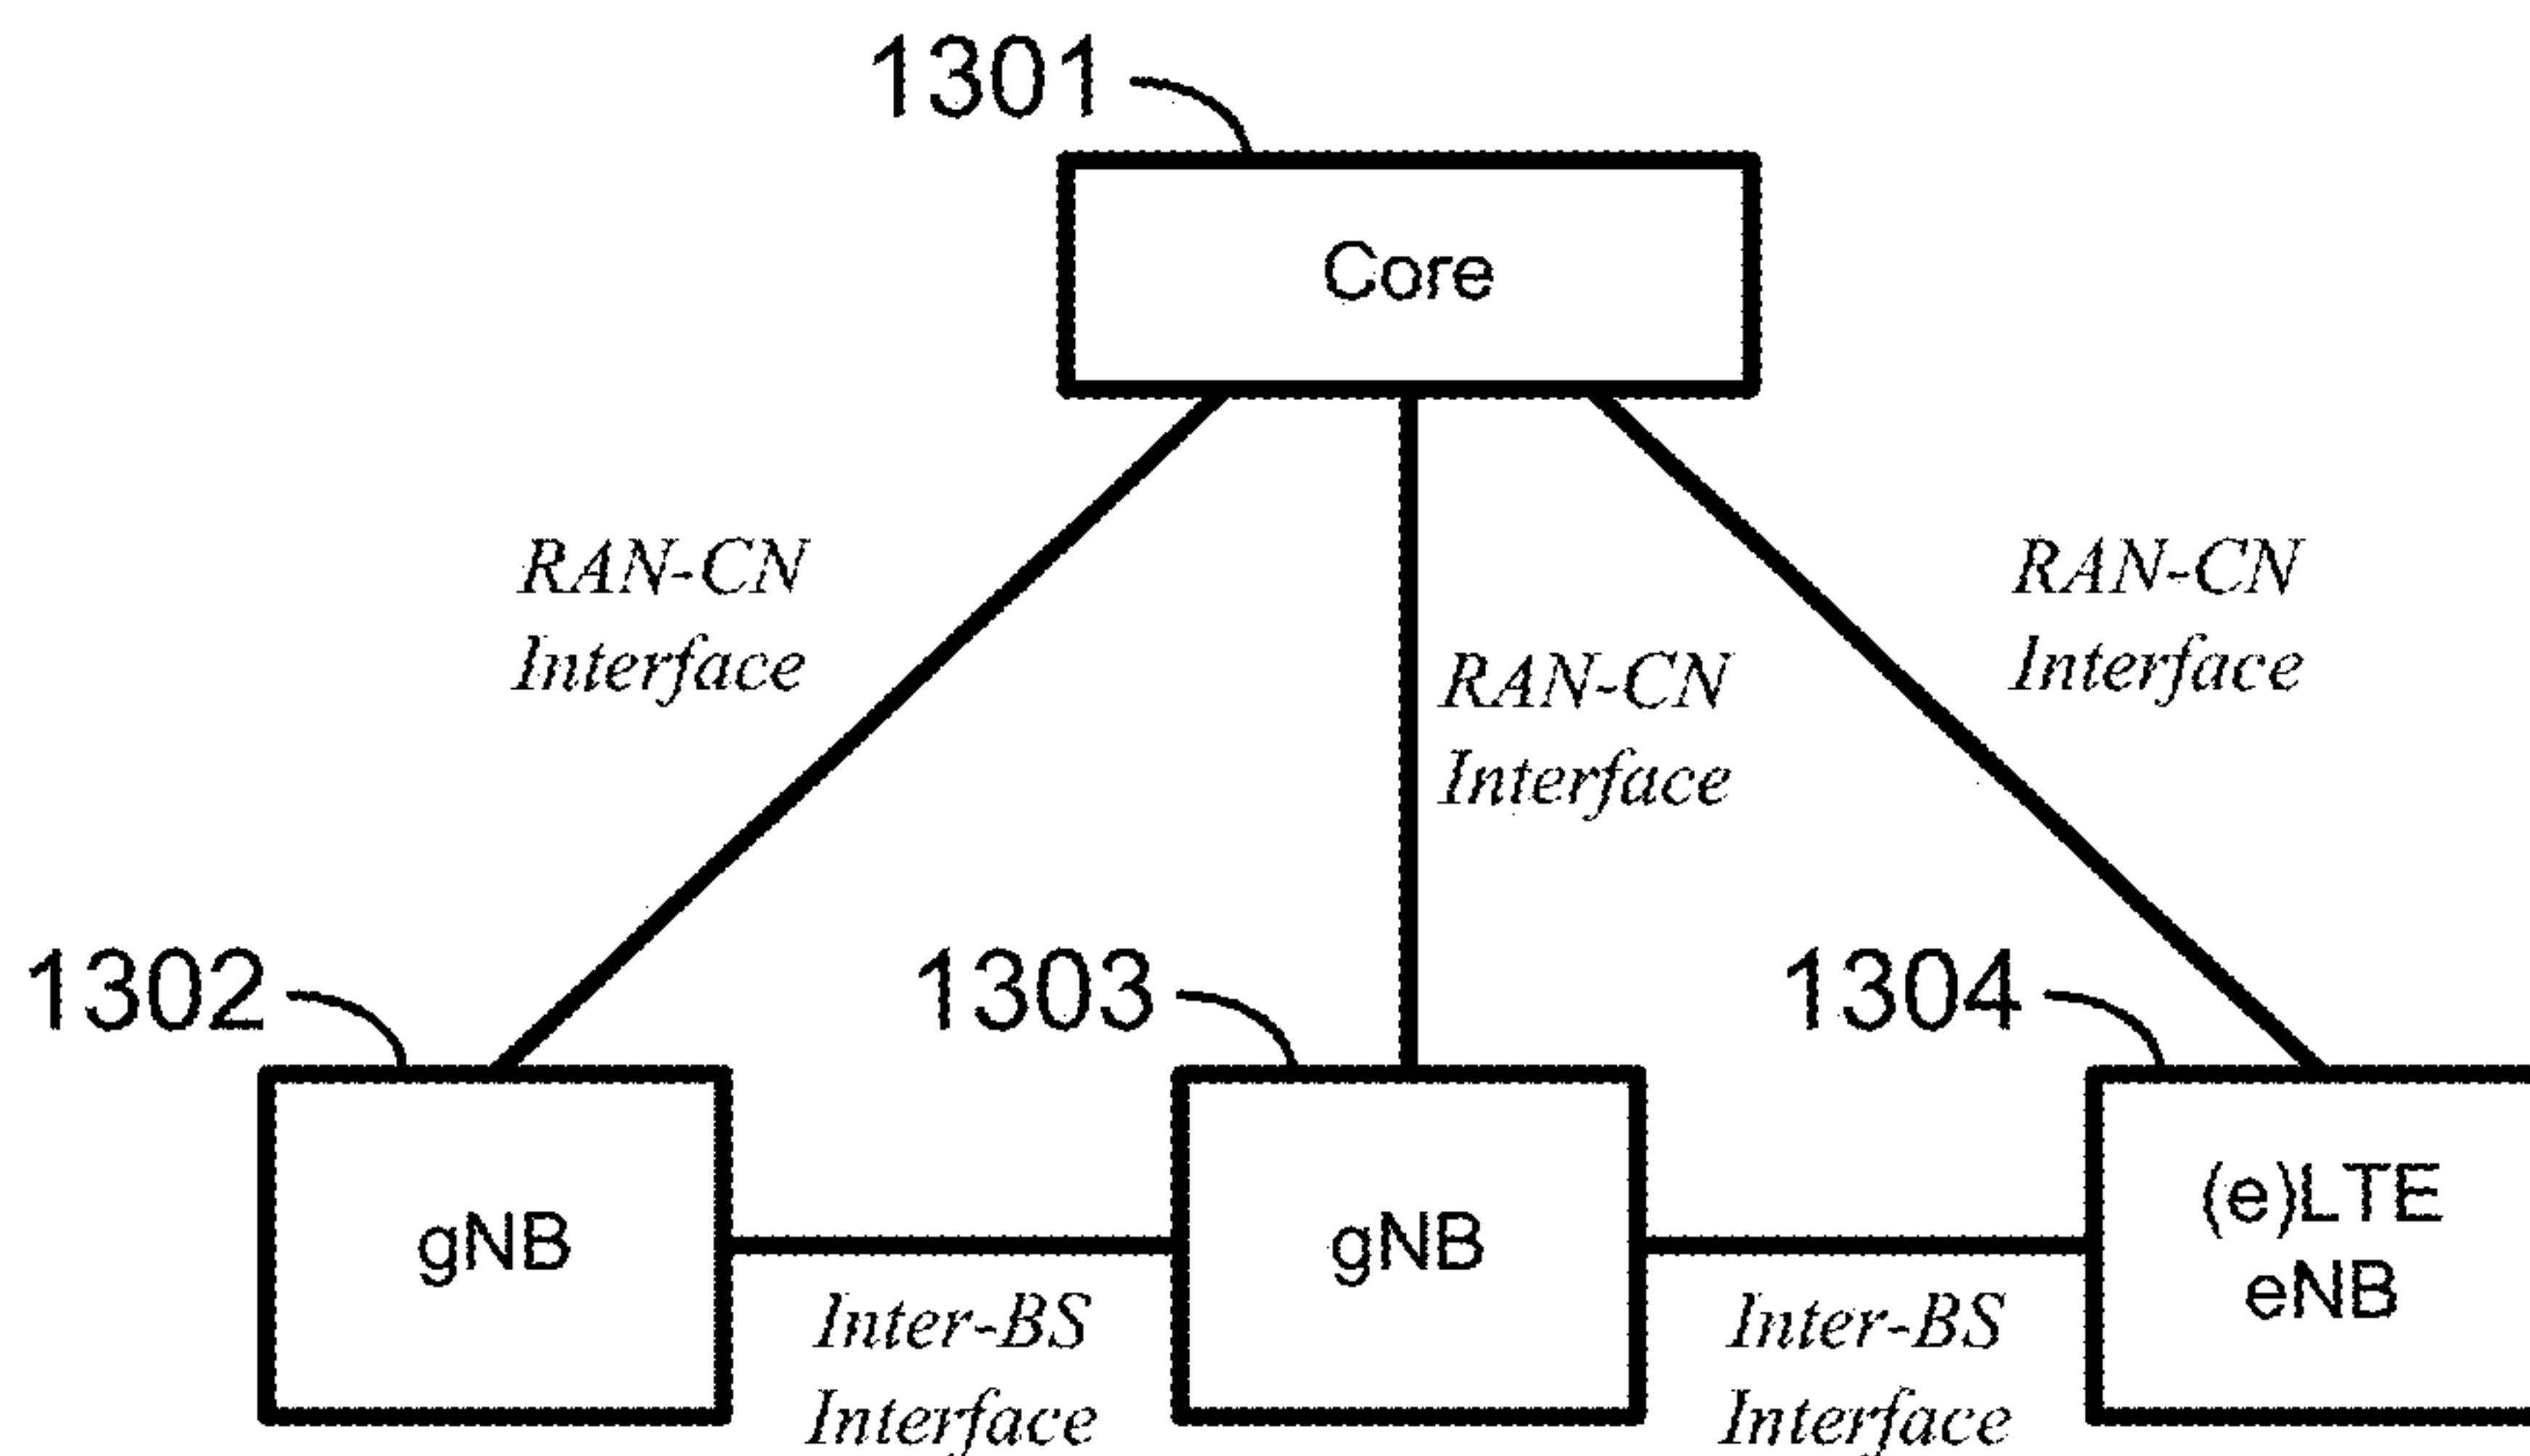 1301
Core
RAN-CN
Interface
RAN-CN
Interface
RAN-CN
Interface
1302
1303
1304
gNB
gNB
(e)LTE
eNB
Inter-BS
Interface
Inter-BS
Interface